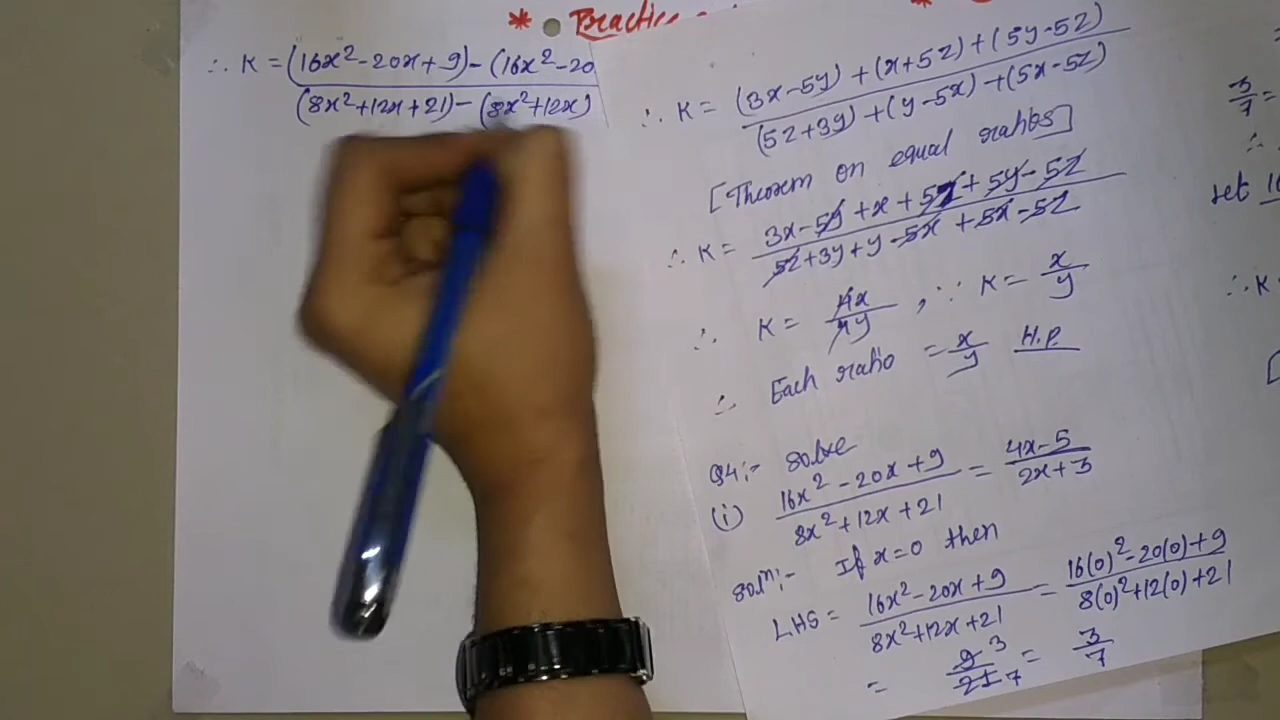 * Practic
∴ K = (16x²-20x+9) - (16x²-20
(8x²+12x+21) - (8x²+12x)
∴ K = (3x-5y) + (x+5z) + (5y-5z)
(5z+3y) + (y-5x) + (5x-5z)
[Theorem on equal ratios]
∴ K = 3x-5y+x+5z+5y-5z
5z+3y+y-5x+5x-5z
∴ K = 4x/4y , ∵ K = x/y
∴ Each ratio = x/y H.P.
Q4:- Solve
(i) 16x²-20x+9 / 8x²+12x+21 = 4x-5 / 2x+3
Solⁿ:- If x=0 then
LHS = 16x²-20x+9 / 8x²+12x+21 = 16(0)²-20(0)+9 / 8(0)²+12(0)+21
= 9 3 / 21 7 = 3/7
3/7 =
∴
∴K =